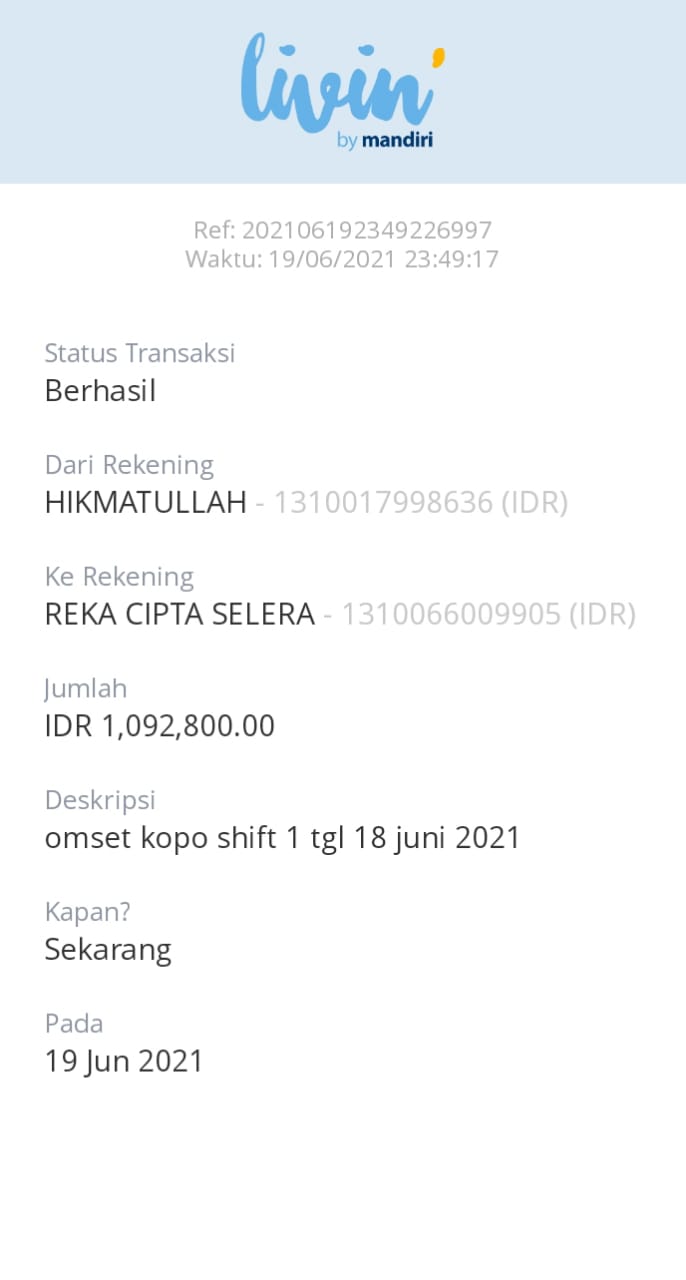 livin'
by mandiri
Ref: 202106192349226997
Waktu: 19/06/2021 23:49:17
Status Transaksi
Berhasil
Dari Rekening
HIKMATULLAH - 1310017998636 (IDR)
Ke Rekening
REKA CIPTA SELERA - 1310066009905 (IDR)
Jumlah
IDR 1,092,800.00
Deskripsi
omset kopo shift 1 tgl 18 juni 2021
Kapan?
Sekarang
Pada
19 Jun 2021